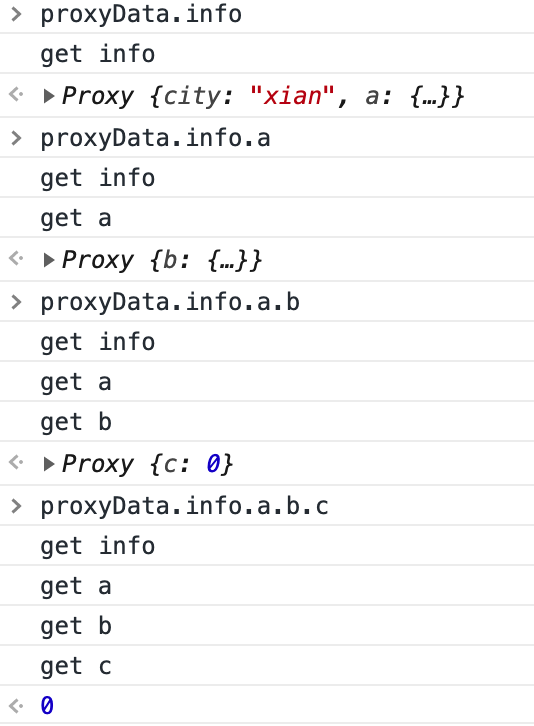 > proxyData.info
get info
<· ▶ Proxy {city: "xian", a: {…}}
> proxyData.info.a
get info
get a
<· ▶ Proxy {b: {…}}
> proxyData.info.a.b
get info
get a
get b
<· ▶ Proxy {c: 0}
> proxyData.info.a.b.c
get info
get a
get b
get c
<· 0